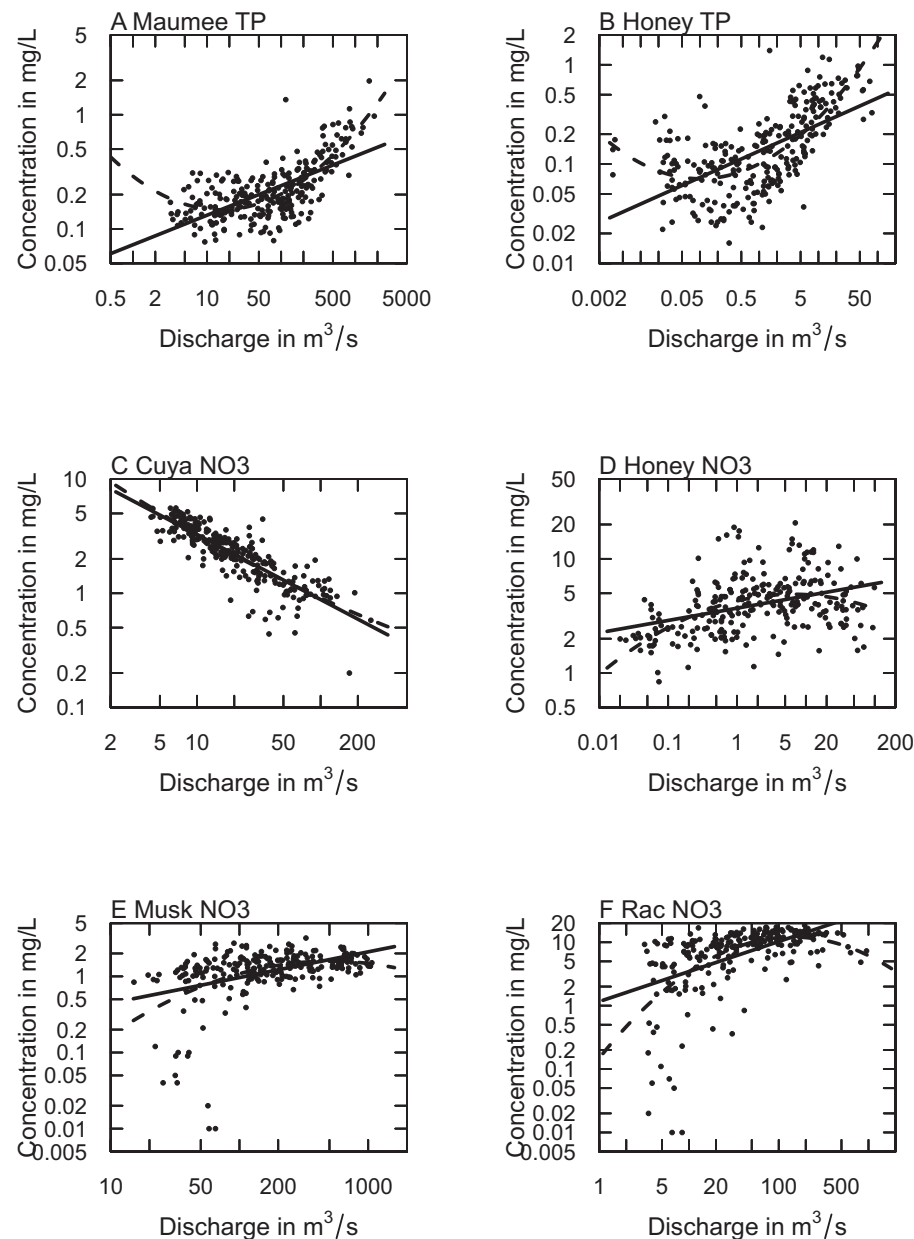 A Maumee TP
Concentration in mg/L
5
2
1
0.5
0.2
0.1
0.05
0.5 2 10 50 500 5000
Discharge in m³/s
B Honey TP
Concentration in mg/L
2
1
0.5
0.2
0.1
0.05
0.02
0.01
0.002 0.05 0.5 5 50
Discharge in m³/s
C Cuya NO3
Concentration in mg/L
10
5
2
1
0.5
0.2
0.1
2 5 10 50 200
Discharge in m³/s
D Honey NO3
Concentration in mg/L
50
20
10
5
2
1
0.5
0.01 0.1 1 5 20 200
Discharge in m³/s
E Musk NO3
Concentration in mg/L
5
2
1
0.5
0.2
0.1
0.05
0.02
0.01
0.005
10 50 200 1000
Discharge in m³/s
F Rac NO3
Concentration in mg/L
20
10
5
2
1
0.5
0.2
0.1
0.05
0.02
0.01
0.005
1 5 20 100 500
Discharge in m³/s